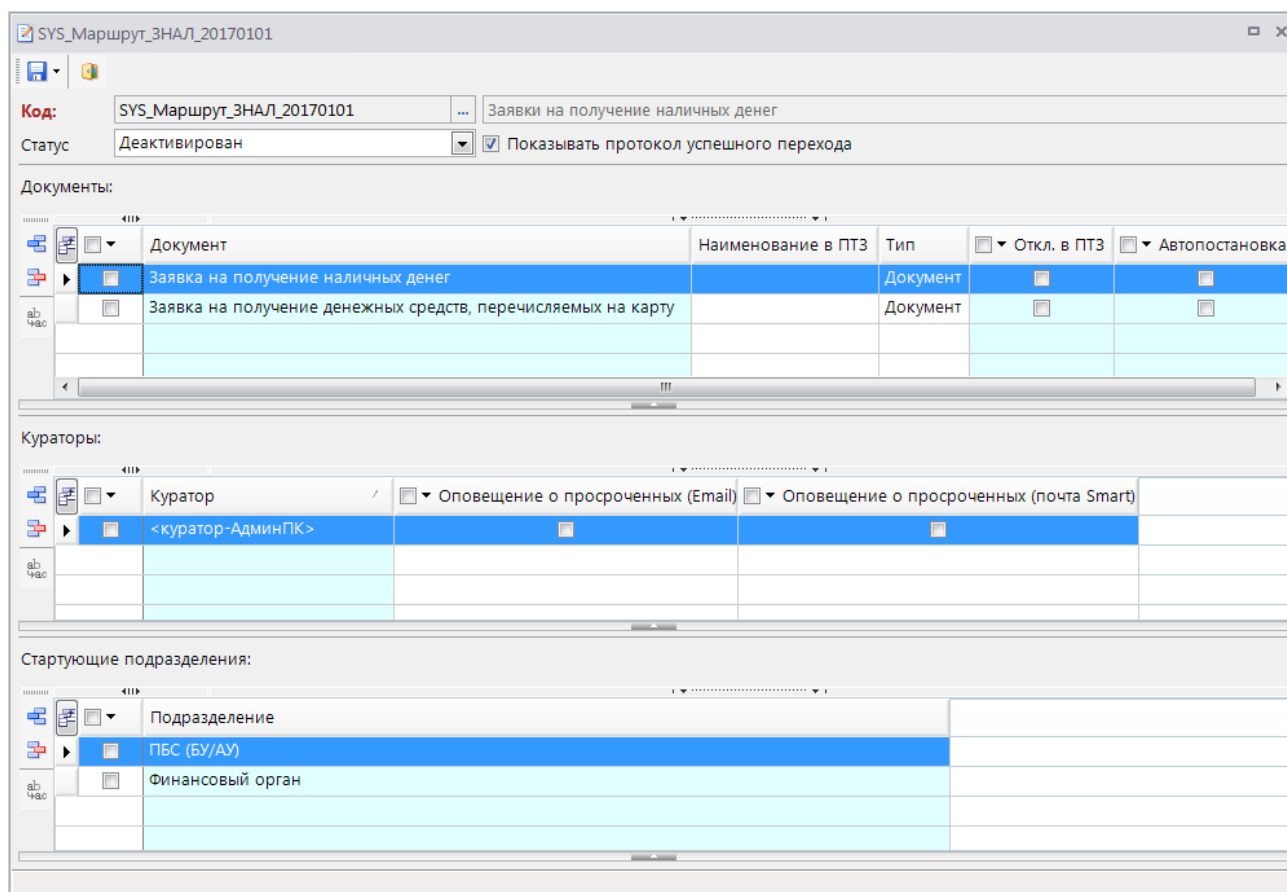 SYS_Маршрут_ЗНАЛ_20170101
Код: SYS_Маршрут_ЗНАЛ_20170101 ... Заявки на получение наличных денег
Статус Деактивирован Показывать протокол успешного перехода
Документы:
Документ Наименование в ПТЗ Тип Откл. в ПТЗ Автопостановка
Заявка на получение наличных денег Документ
Заявка на получение денежных средств, перечисляемых на карту Документ
Кураторы:
Куратор Оповещение о просроченных (Email) Оповещение о просроченных (почта Smart)
<куратор-АдминПК>
Стартующие подразделения:
Подразделение
ПБС (БУ/АУ)
Финансовый орган